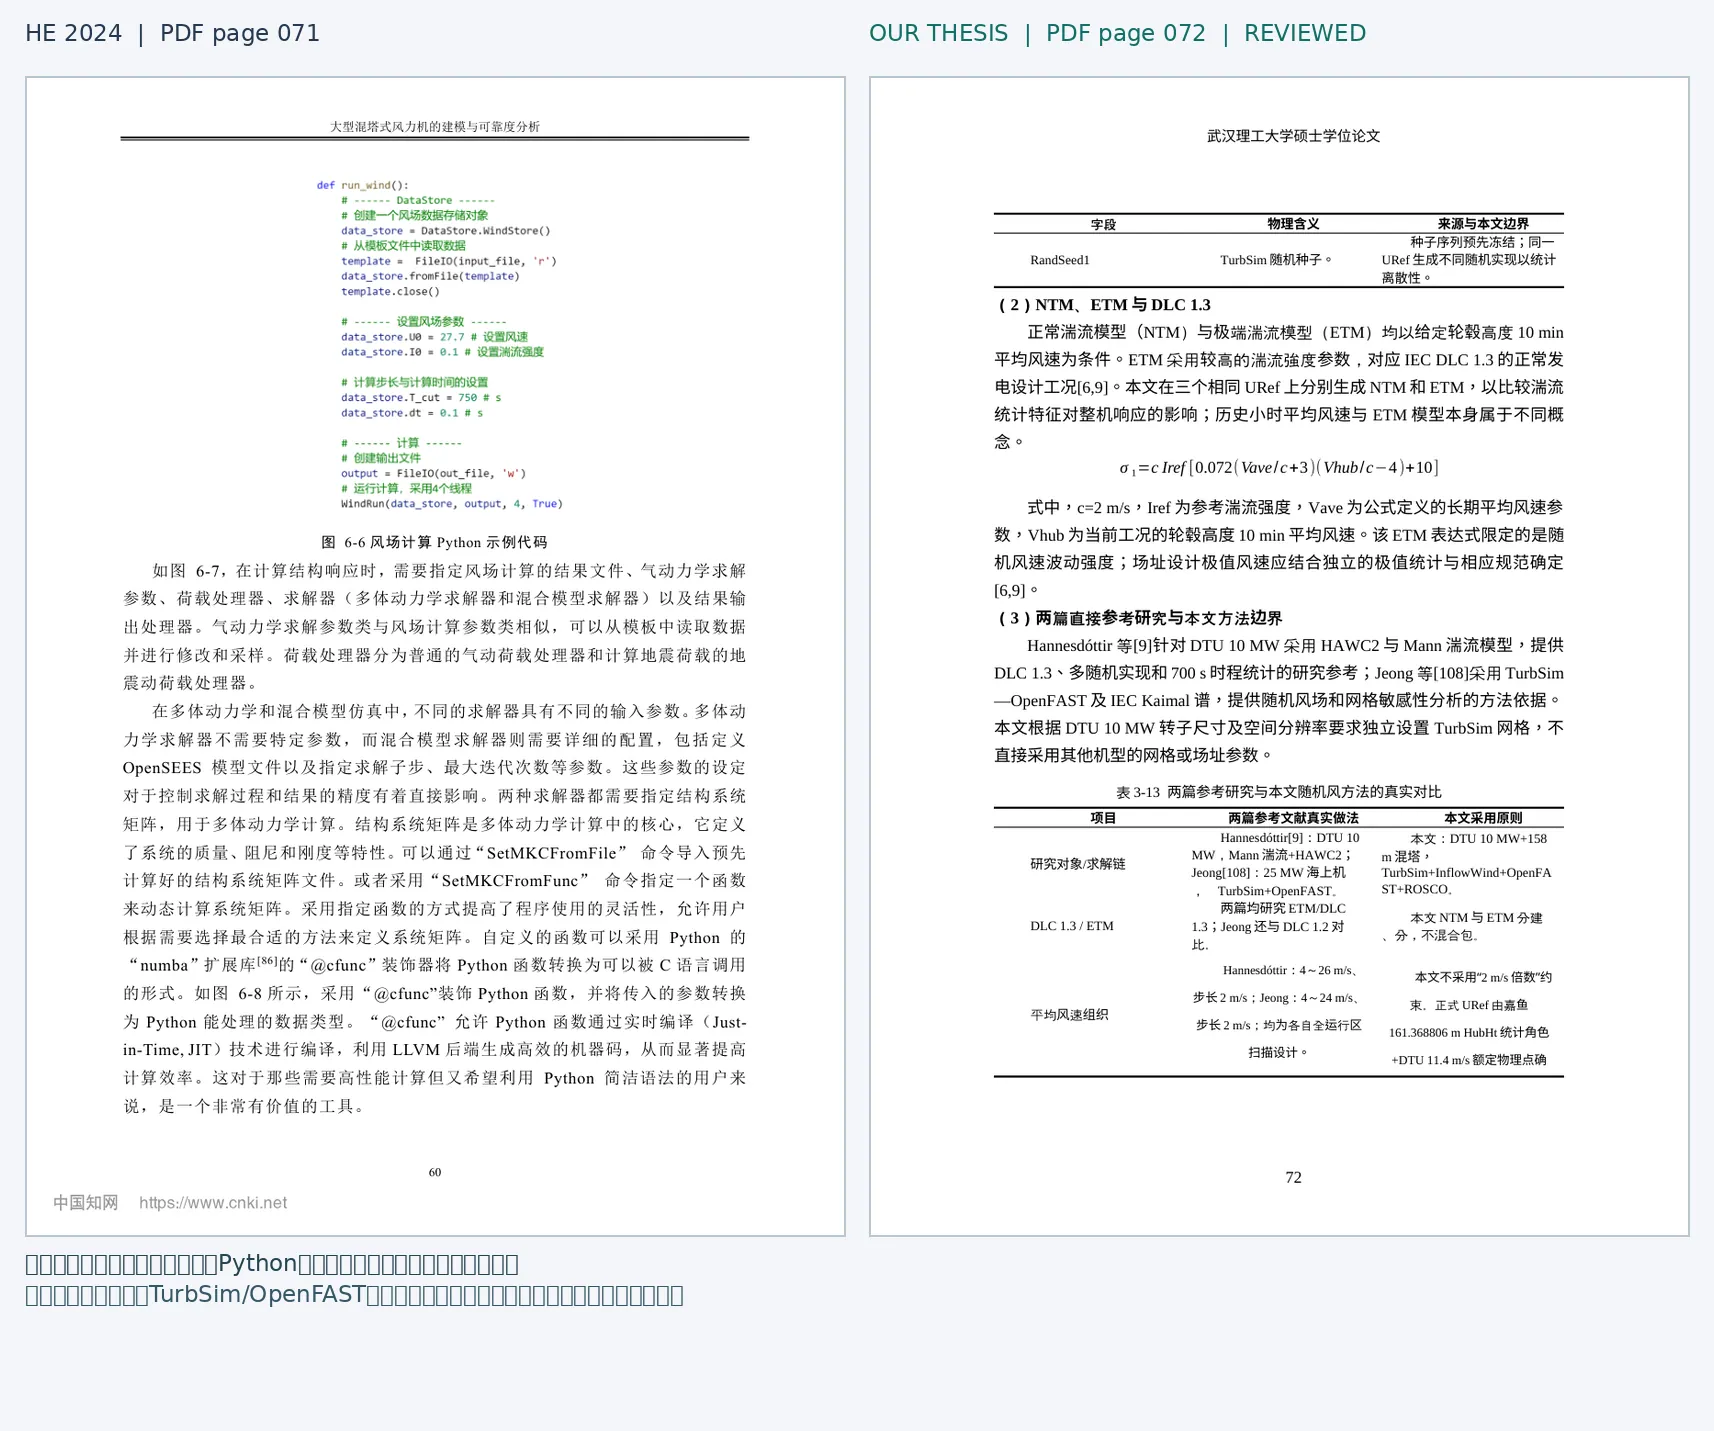 HE 2024 | PDF page 071
大型混塔式风力机的建模与可靠度分析
def run_wind():
# ------ DataStore ------
# 创建一个风场数据存储对象
data_store = DataStore.WindStore()
# 从模板文件中读取数据
template = FileIO(input_file, 'r')
data_store.fromFile(template)
template.close()
# ------ 设置风场参数 ------
data_store.U0 = 27.7 # 设置风速
data_store.I0 = 0.1 # 设置湍流强度
# 计算步长与计算时间的设置
data_store.T_cut = 750 # s
data_store.dt = 0.1 # s
# ------ 计算 ------
# 创建输出文件
output = FileIO(out_file, 'w')
# 运行计算，采用4个线程
WindRun(data_store, output, 4, True)
图 6-6 风场计算 Python 示例代码
如图 6-7，在计算结构响应时，需要指定风场计算的结果文件、气动力学求解
参数、荷载处理器、求解器（多体动力学求解器和混合模型求解器）以及结果输
出处理器。气动力学求解参数类与风场计算参数类相似，可以从模板中读取数据
并进行修改和采样。荷载处理器分为普通的气动荷载处理器和计算地震荷载的地
震动荷载处理器。
在多体动力学和混合模型仿真中，不同的求解器具有不同的输入参数。多体动
力学求解器不需要特定参数，而混合模型求解器则需要详细的配置，包括定义
OpenSEES 模型文件以及指定求解子步、最大迭代次数等参数。这些参数的设定
对于控制求解过程和结果的精度有着直接影响。两种求解器都需要指定结构系统
矩阵，用于多体动力学计算。结构系统矩阵是多体动力学计算中的核心，它定义
了系统的质量、阻尼和刚度等特性。可以通过“SetMKCFromFile” 命令导入预先
计算好的结构系统矩阵文件。或者采用“SetMKCFromFunc” 命令指定一个函数
来动态计算系统矩阵。采用指定函数的方式提高了程序使用的灵活性，允许用户
根据需要选择最合适的方法来定义系统矩阵。自定义的函数可以采用 Python 的
“numba”扩展库[86]的“@cfunc”装饰器将 Python 函数转换为可以被 C 语言调用
的形式。如图 6-8 所示，采用“@cfunc”装饰 Python 函数，并将传入的参数转换
为 Python 能处理的数据类型。“@cfunc” 允许 Python 函数通过实时编译（Just-
in-Time, JIT）技术进行编译，利用 LLVM 后端生成高效的机器码，从而显著提高
计算效率。这对于那些需要高性能计算但又希望利用 Python 简洁语法的用户来
说，是一个非常有价值的工具。
60
中国知网 https://www.cnki.net
OUR THESIS | PDF page 072 | REVIEWED
武汉理工大学硕士学位论文
字段 物理含义 来源与本文边界
RandSeed1 TurbSim 随机种子。 种子序列预先冻结；同一
URef 生成不同随机实现以统计
离散性。
（2）NTM、ETM 与 DLC 1.3
正常湍流模型（NTM）与极端湍流模型（ETM）均以给定轮毂高度 10 min
平均风速为条件。ETM 采用较高的湍流强度参数，对应 IEC DLC 1.3 的正常发
电设计工况[6,9]。本文在三个相同 URef 上分别生成 NTM 和 ETM，以比较湍流
统计特征对整机响应的影响；历史小时平均风速与 ETM 模型本身属于不同概
念。
σ₁=c Iref [0.072(Vave/c+3)(Vhub/c−4)+10]
式中，c=2 m/s，Iref 为参考湍流强度，Vave 为公式定义的长期平均风速参
数，Vhub 为当前工况的轮毂高度 10 min 平均风速。该 ETM 表达式限定的是随
机风速波动强度；场址设计极值风速应结合独立的极值统计与相应规范确定
[6,9]。
（3）两篇直接参考研究与本文方法边界
Hannesdóttir 等[9]针对 DTU 10 MW 采用 HAWC2 与 Mann 湍流模型，提供
DLC 1.3、多随机实现和 700 s 时程统计的研究参考；Jeong 等[108]采用 TurbSim
—OpenFAST 及 IEC Kaimal 谱，提供随机风场和网格敏感性分析的方法依据。
本文根据 DTU 10 MW 转子尺寸及空间分辨率要求独立设置 TurbSim 网格，不
直接采用其他机型的网格或场址参数。
表 3-13 两篇参考研究与本文随机风方法的真实对比
项目 两篇参考文献真实做法 本文采用原则
研究对象/求解链
Hannesdóttir[9]：DTU 10
MW，Mann 湍流+HAWC2；
Jeong[108]：25 MW 海上机
， TurbSim+OpenFAST。
本文：DTU 10 MW+158
m 混塔，
TurbSim+InflowWind+OpenFA
ST+ROSCO。
DLC 1.3 / ETM
两篇均研究 ETM/DLC
1.3；Jeong 还与 DLC 1.2 对
比。
本文 NTM 与 ETM 分建
、分，不混合包。
平均风速组织
Hannesdóttir：4～26 m/s、
步长 2 m/s；Jeong：4～24 m/s、
步长 2 m/s；均为各自全运行区
扫描设计。
本文不采用“2 m/s 倍数”约
束。正式 URef 由嘉鱼
161.368806 m HubHt 统计角色
+DTU 11.4 m/s 额定物理点确
72
Python
TurbSim/OpenFAST